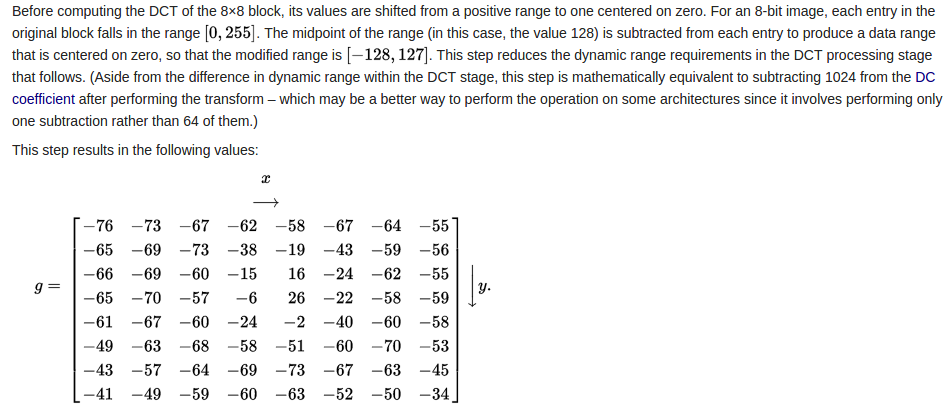 Before computing the DCT of the 8×8 block, its values are shifted from a positive range to one centered on zero. For an 8-bit image, each entry in the
original block falls in the range [0, 255]. The midpoint of the range (in this case, the value 128) is subtracted from each entry to produce a data range
that is centered on zero, so that the modified range is [−128, 127]. This step reduces the dynamic range requirements in the DCT processing stage
that follows. (Aside from the difference in dynamic range within the DCT stage, this step is mathematically equivalent to subtracting 1024 from the DC
coefficient after performing the transform – which may be a better way to perform the operation on some architectures since it involves performing only
one subtraction rather than 64 of them.)
This step results in the following values:
x
→
−76 −73 −67 −62 −58 −67 −64 −55
−65 −69 −73 −38 −19 −43 −59 −56
−66 −69 −60 −15 16 −24 −62 −55
g = −65 −70 −57 −6 26 −22 −58 −59 ↓ y.
−61 −67 −60 −24 −2 −40 −60 −58
−49 −63 −68 −58 −51 −60 −70 −53
−43 −57 −64 −69 −73 −67 −63 −45
−41 −49 −59 −60 −63 −52 −50 −34